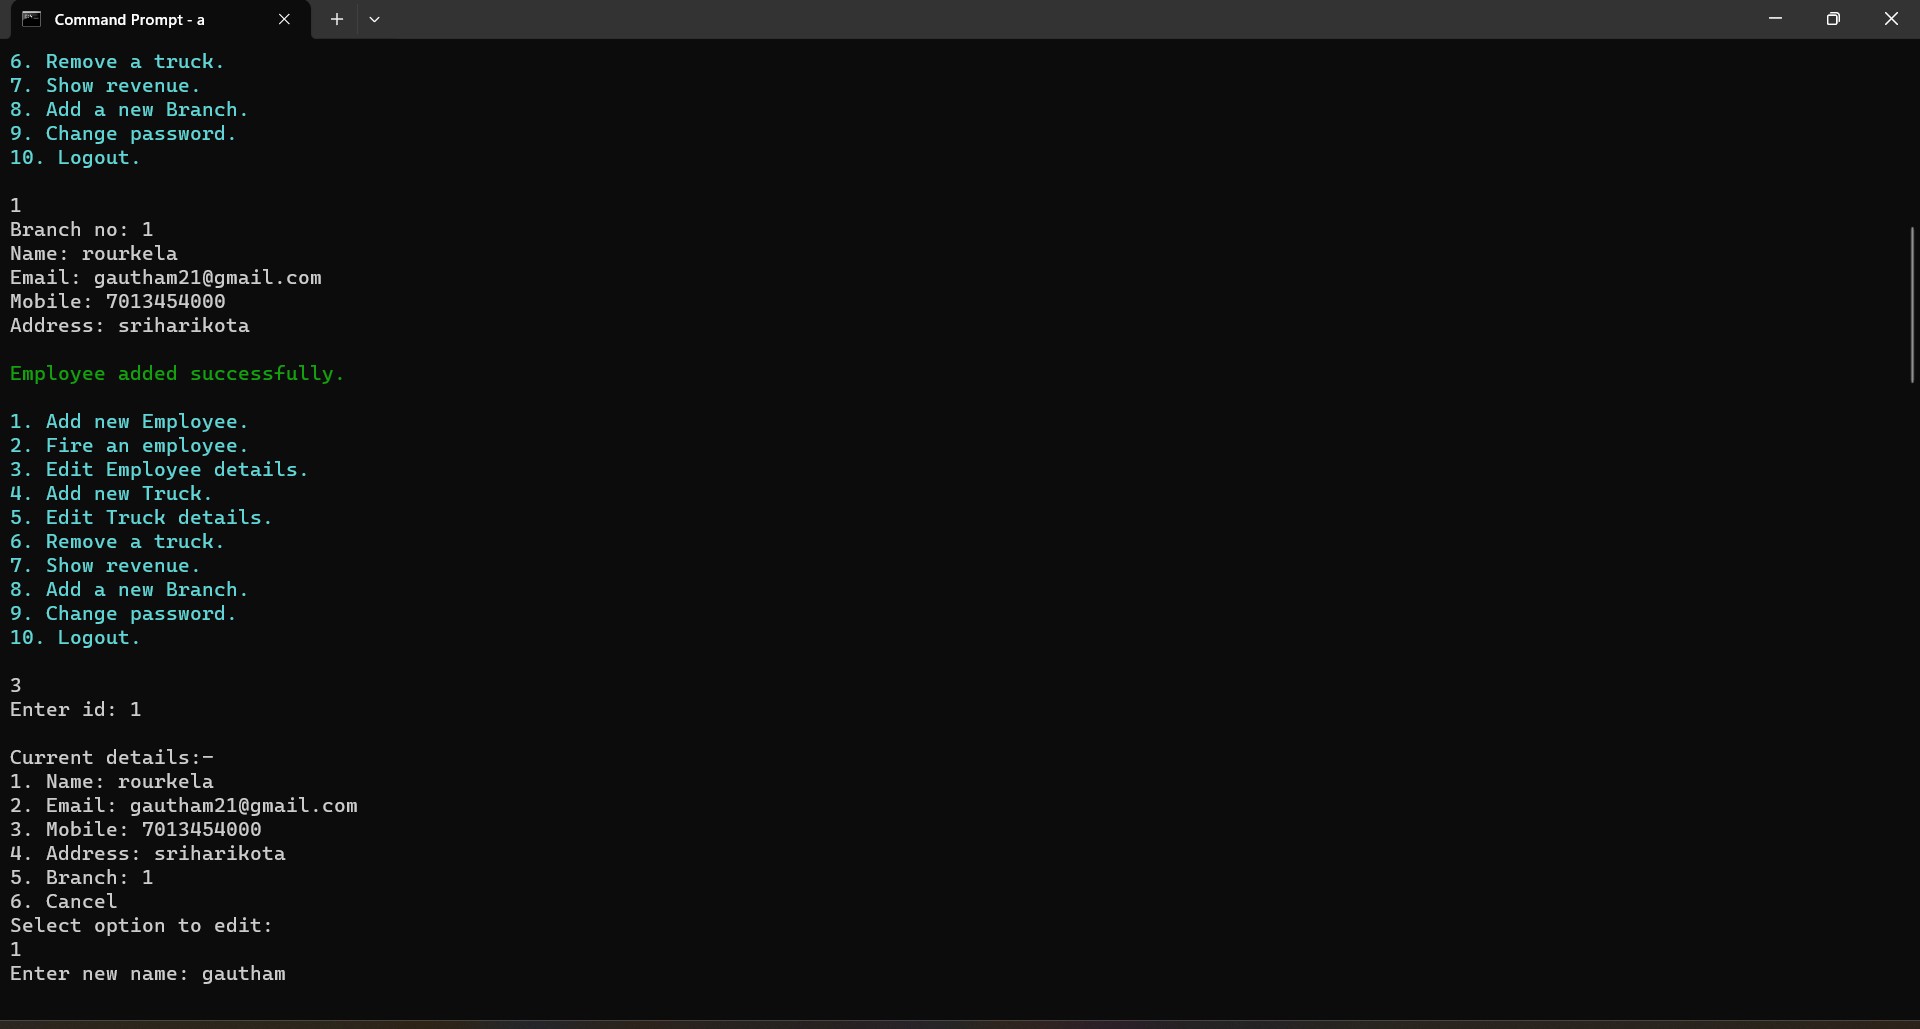 Command Prompt - a
6. Remove a truck.
7. Show revenue.
8. Add a new Branch.
9. Change password.
10. Logout.
1
Branch no: 1
Name: rourkela
Email: gautham21@gmail.com
Mobile: 7013454000
Address: sriharikota
Employee added successfully.
1. Add new Employee.
2. Fire an employee.
3. Edit Employee details.
4. Add new Truck.
5. Edit Truck details.
6. Remove a truck.
7. Show revenue.
8. Add a new Branch.
9. Change password.
10. Logout.
3
Enter id: 1
Current details:-
1. Name: rourkela
2. Email: gautham21@gmail.com
3. Mobile: 7013454000
4. Address: sriharikota
5. Branch: 1
6. Cancel
Select option to edit:
1
Enter new name: gautham